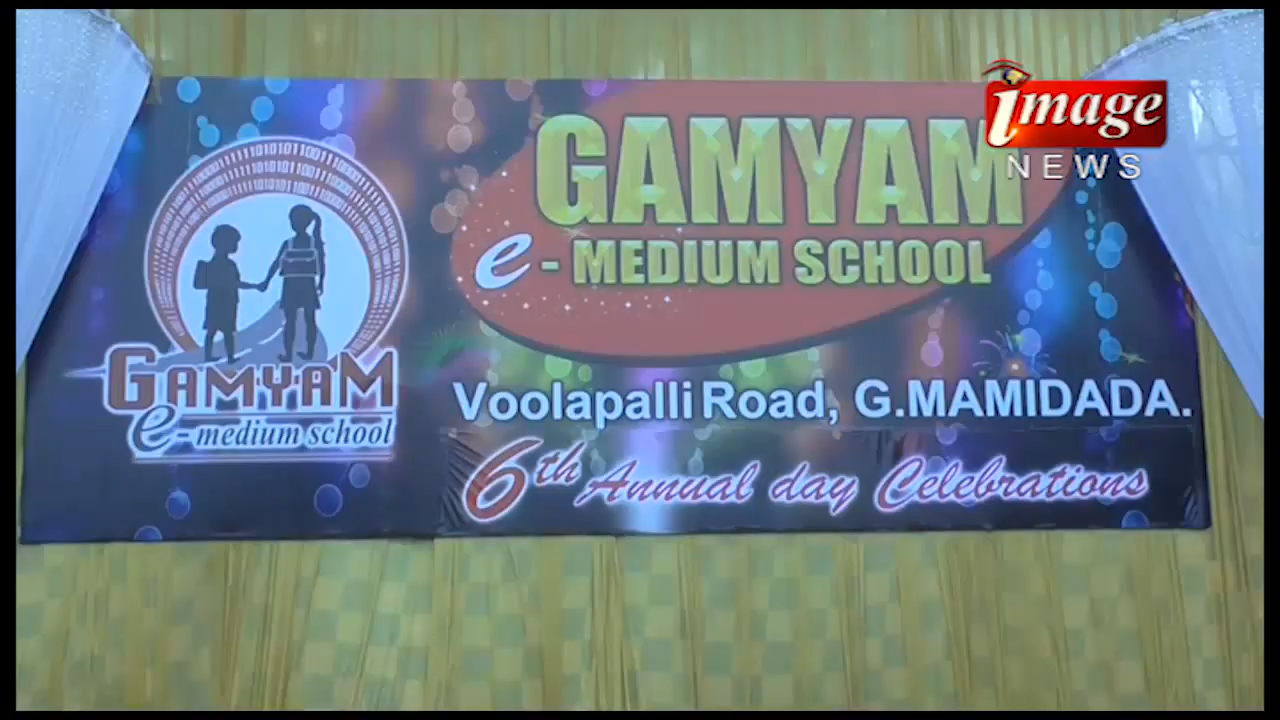 image
NEWS
GAMYAM
e - MEDIUM SCHOOL
Voolapalli Road, G.MAMIDADA.
6th Annual day Celebrations
GAMYAM
e - medium school